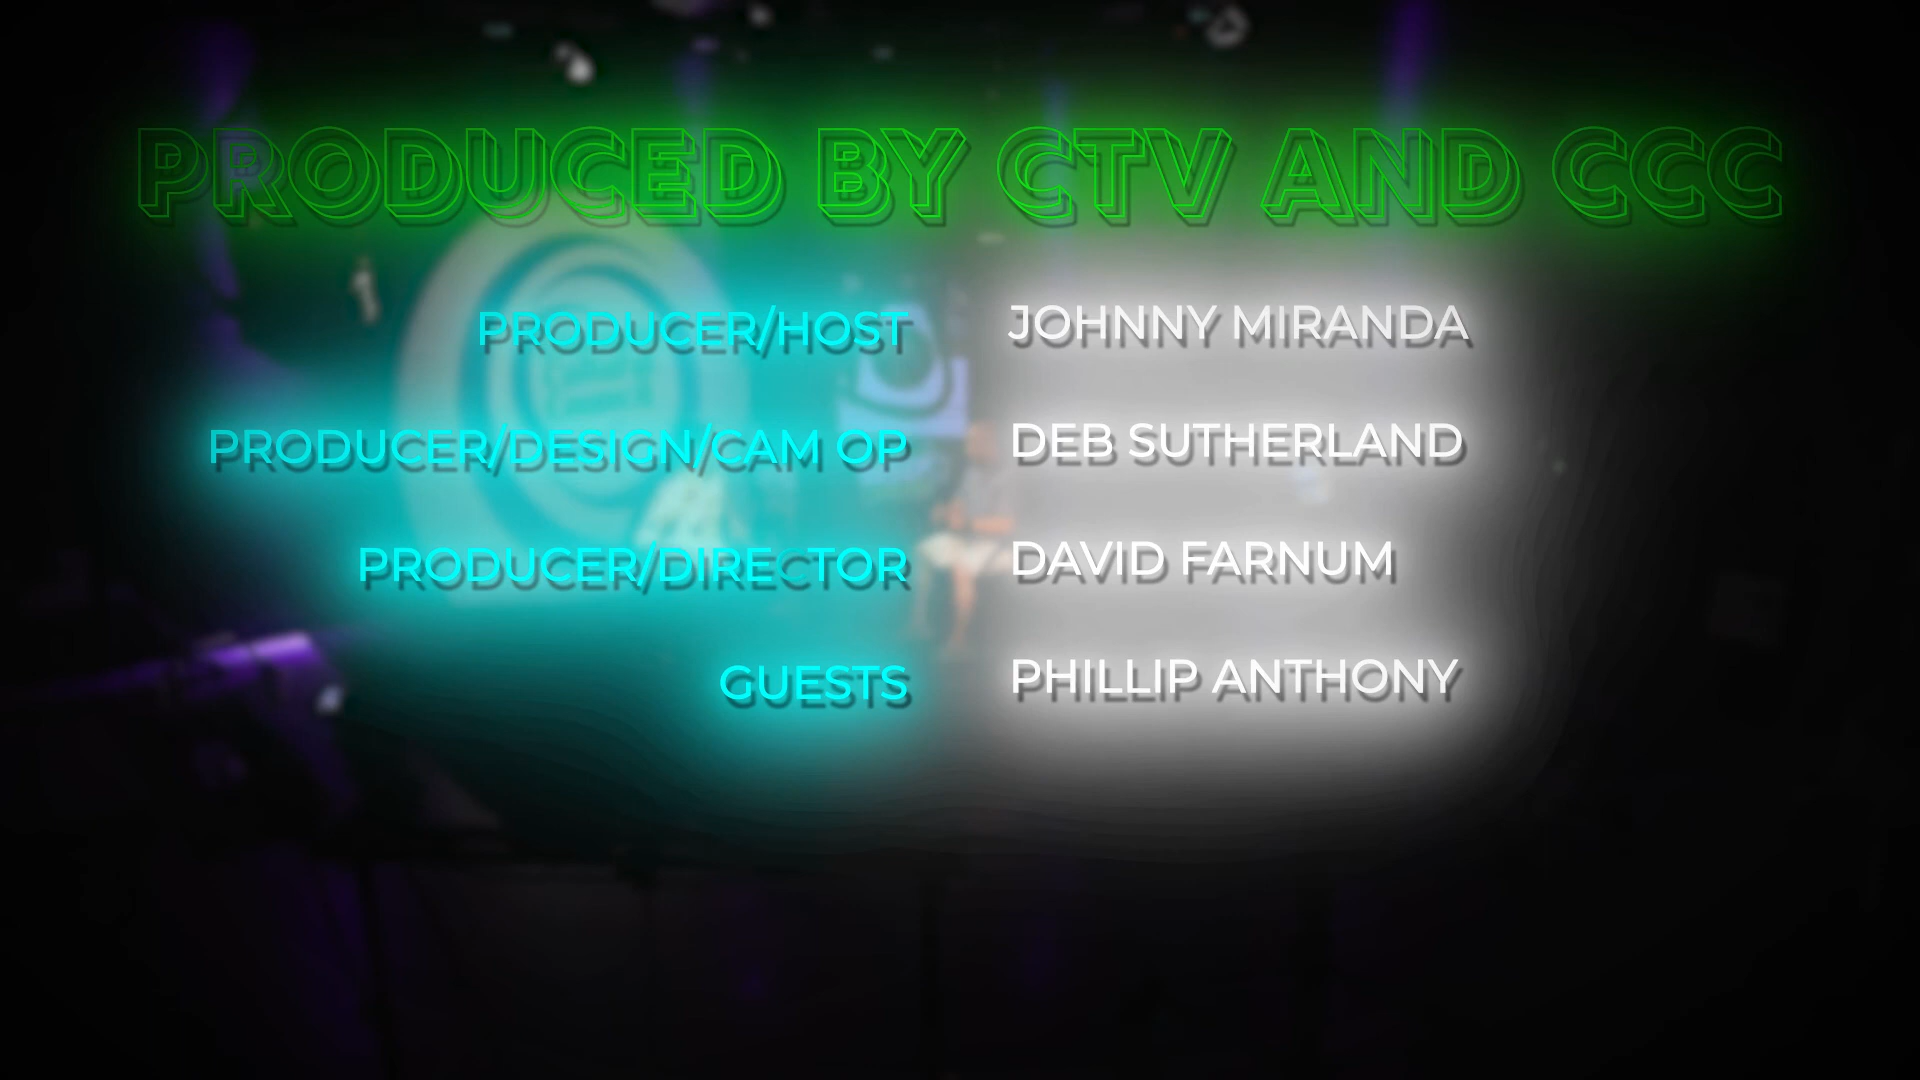 PRODUCED BY CTV AND CCC
PRODUCER/HOST JOHNNY MIRANDA
PRODUCER/DESIGN/CAM OP DEB SUTHERLAND
PRODUCER/DIRECTOR DAVID FARNUM
GUESTS PHILLIP ANTHONY